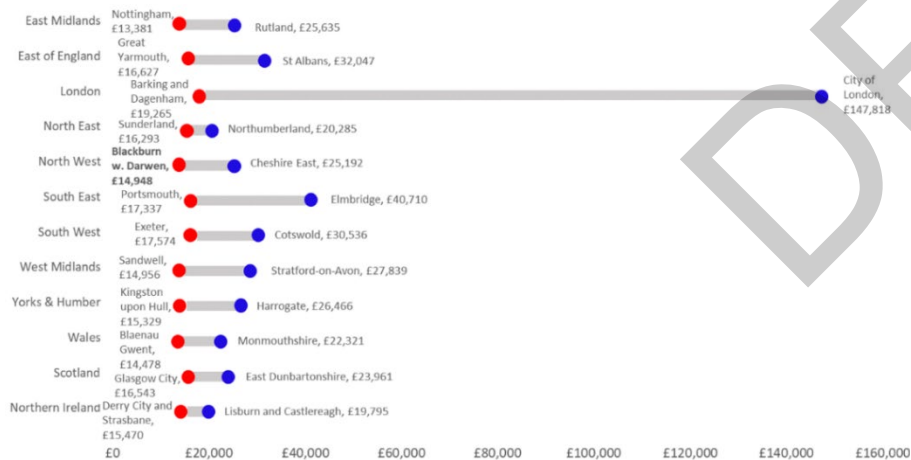 East Midlands
Nottingham,
£13,381
Rutland, £25,635
East of England
Great
Yarmouth,
£16,627
St Albans, £32,047
London
Barking and
Dagenham,
£19,265
City of
London,
£147,818
North East
Sunderland,
£16,293
Northumberland, £20,285
North West
Blackburn
w. Darwen,
£14,948
Cheshire East, £25,192
South East
Portsmouth,
£17,337
Elmbridge, £40,710
South West
Exeter,
£17,574
Cotswold, £30,536
West Midlands
Sandwell,
£14,956
Stratford-on-Avon, £27,839
Yorks & Humber
Kingston
upon Hull,
£15,329
Harrogate, £26,466
Wales
Blaenau
Gwent,
£14,478
Monmouthshire, £22,321
Scotland
Glasgow City,
£16,543
East Dunbartonshire, £23,961
Northern Ireland
Derry City and
Strasbane,
£15,470
Lisburn and Castlereagh, £19,795
£0 £20,000 £40,000 £60,000 £80,000 £100,000 £120,000 £140,000 £160,000